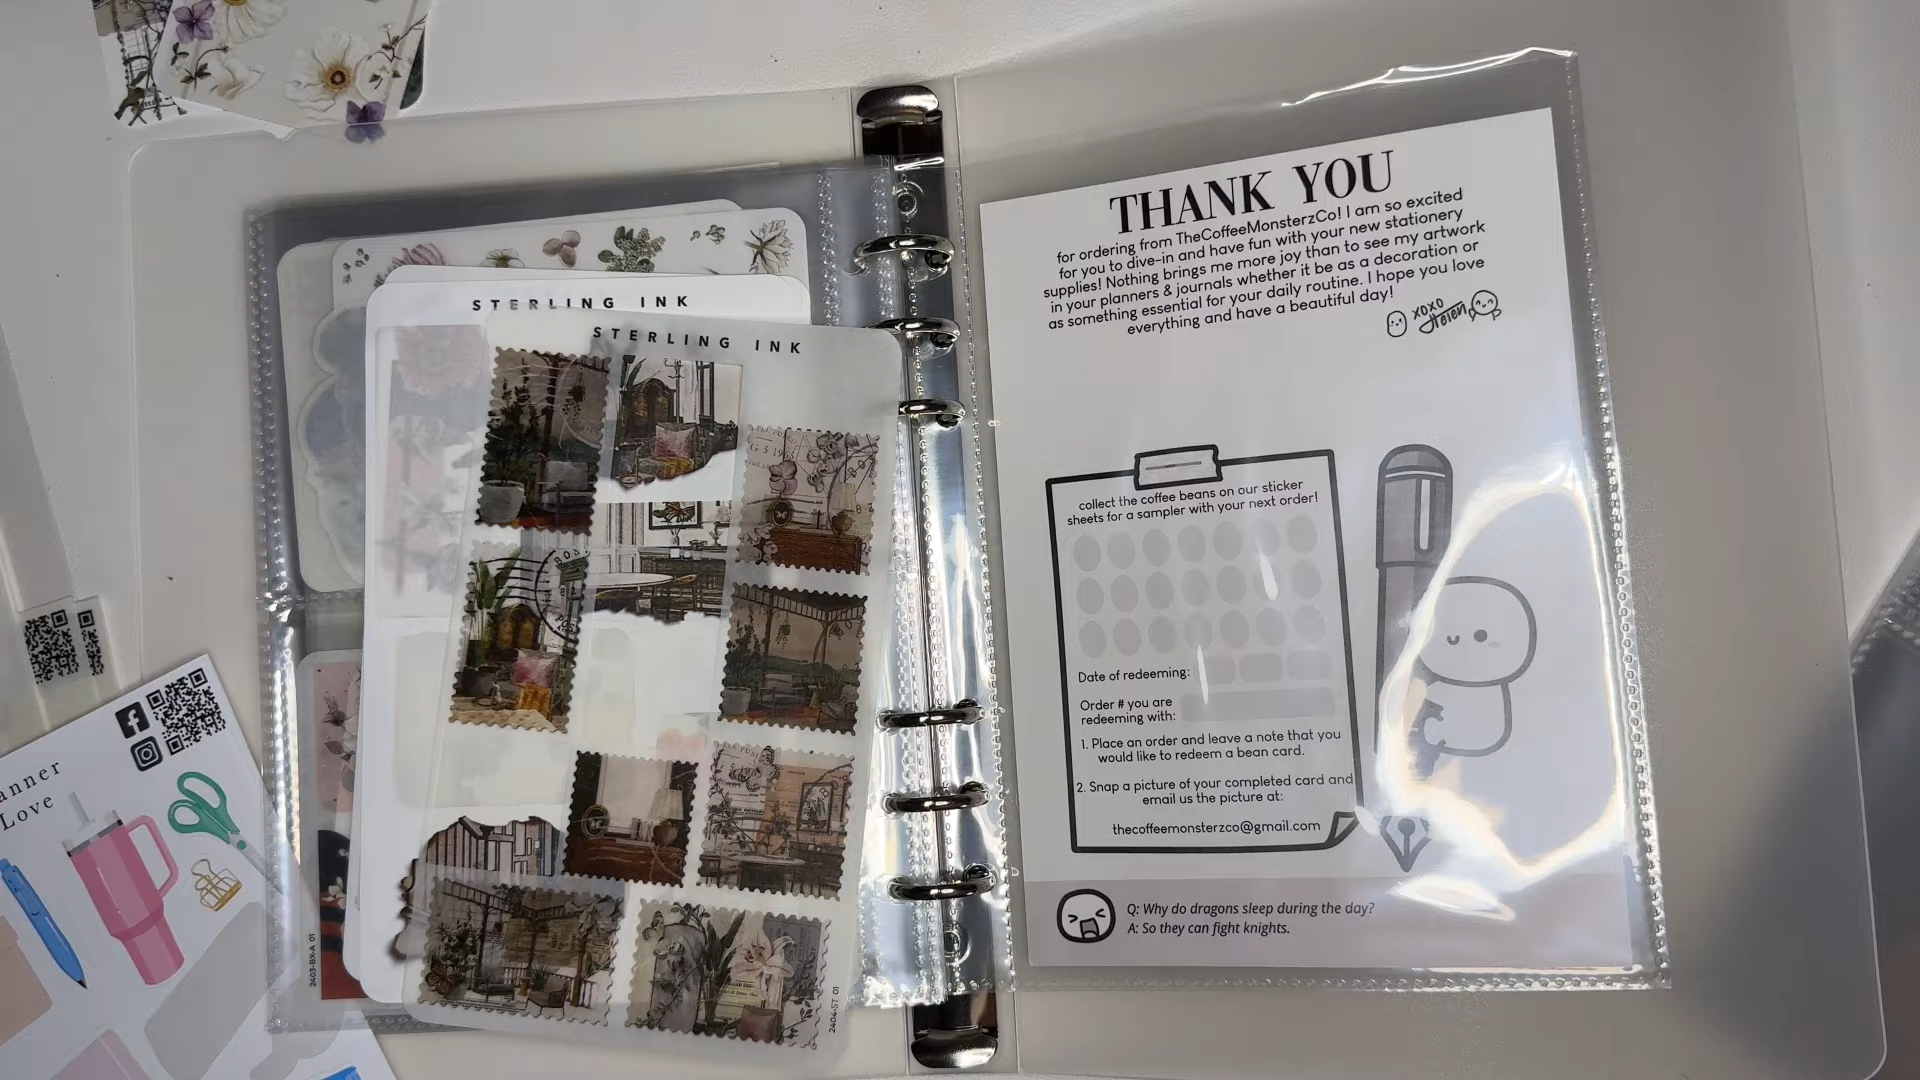 STERLING INK
STERLING INK
anner
Love
2403-BX-A 01
2404-ST 01
THANK YOU
for ordering from TheCoffeeMonsterzCo! I am so excited
for you to dive-in and have fun with your new stationery
supplies! Nothing brings me more joy than to see my artwork
in your planners & journals whether it be as a decoration or
as something essential for your daily routine. I hope you love
everything and have a beautiful day!
xoxo
Helen
collect the coffee beans on our sticker
sheets for a sampler with your next order!
Date of redeeming:
Order # you are
redeeming with:
1. Place an order and leave a note that you
would like to redeem a bean card.
2. Snap a picture of your completed card and
email us the picture at:
thecoffeemonsterzco@gmail.com
Q: Why do dragons sleep during the day?
A: So they can fight knights.